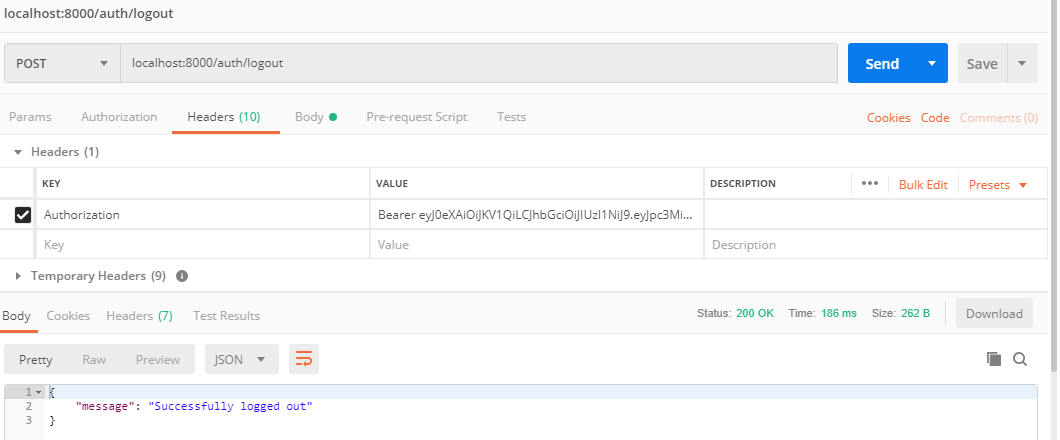 localhost:8000/auth/logout
POST localhost:8000/auth/logout Send Save
Params Authorization Headers (10) Body Pre-request Script Tests Cookies Code Comments (0)
Headers (1)
KEY VALUE DESCRIPTION ••• Bulk Edit Presets
Authorization Bearer eyJ0eXAiOiJKV1QiLCJhbGciOiJIUzI1NiJ9.eyJpc3Mi...
Key Value Description
Temporary Headers (9)
Body Cookies Headers (7) Test Results Status: 200 OK Time: 186 ms Size: 262 B Download
Pretty Raw Preview JSON
1 {
2 "message": "Successfully logged out"
3 }